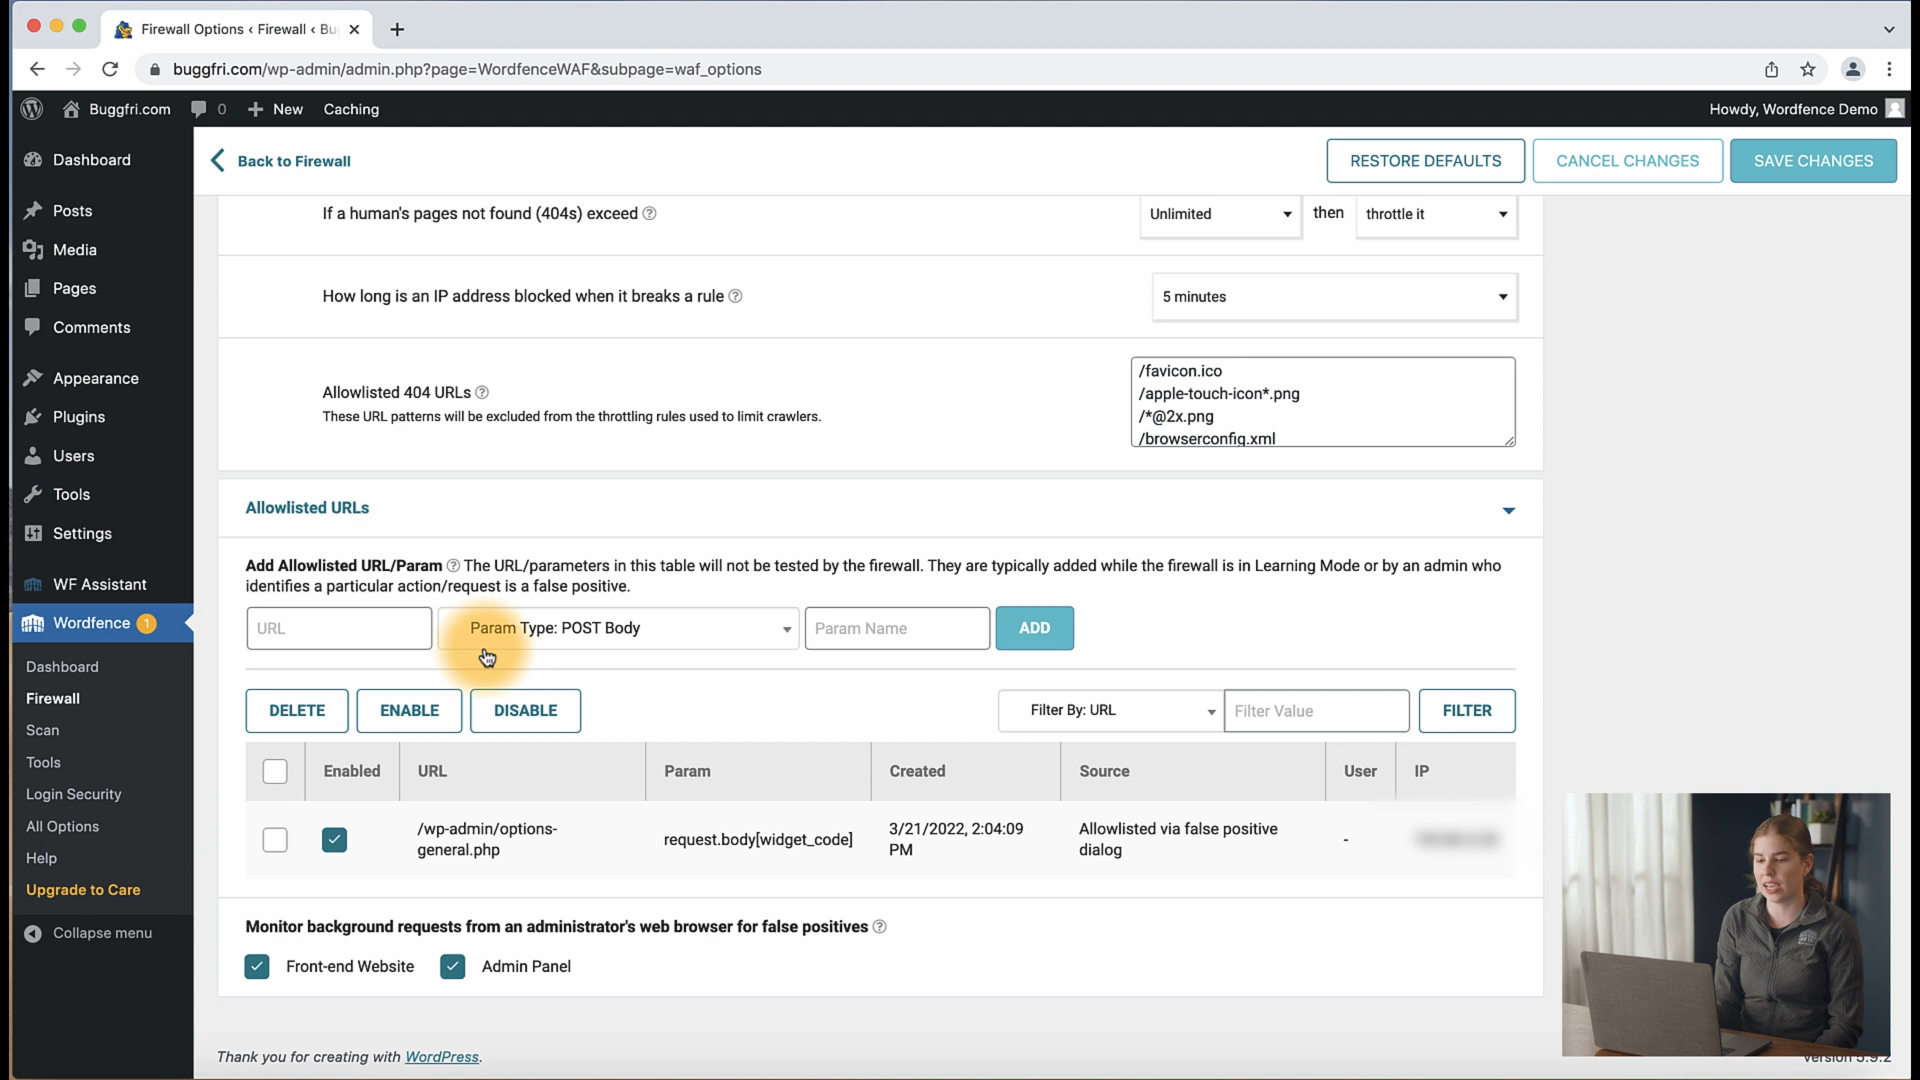 Firewall Options ‹ Firewall ‹ Bu
buggfri.com/wp-admin/admin.php?page=WordfenceWAF&subpage=waf_options
Buggfri.com 0 New Caching Howdy, Wordfence Demo
Dashboard
Posts
Media
Pages
Comments
Appearance
Plugins
Users
Tools
Settings
WF Assistant
Wordfence 1
Dashboard
Firewall
Scan
Tools
Login Security
All Options
Help
Upgrade to Care
Collapse menu
Back to Firewall RESTORE DEFAULTS CANCEL CHANGES SAVE CHANGES
If a human's pages not found (404s) exceed Unlimited then throttle it
How long is an IP address blocked when it breaks a rule 5 minutes
Allowlisted 404 URLs
These URL patterns will be excluded from the throttling rules used to limit crawlers.
/favicon.ico
/apple-touch-icon*.png
/*@2x.png
/browserconfig.xml
Allowlisted URLs
Add Allowlisted URL/Param The URL/parameters in this table will not be tested by the firewall. They are typically added while the firewall is in Learning Mode or by an admin who
identifies a particular action/request is a false positive.
URL Param Type: POST Body Param Name ADD
DELETE ENABLE DISABLE Filter By: URL Filter Value FILTER
Enabled URL Param Created Source User IP
/wp-admin/options-
general.php
request.body[widget_code]
3/21/2022, 2:04:09
PM
Allowlisted via false positive
dialog
-
Monitor background requests from an administrator's web browser for false positives
Front-end Website Admin Panel
Thank you for creating with WordPress.
Version 5.9.2